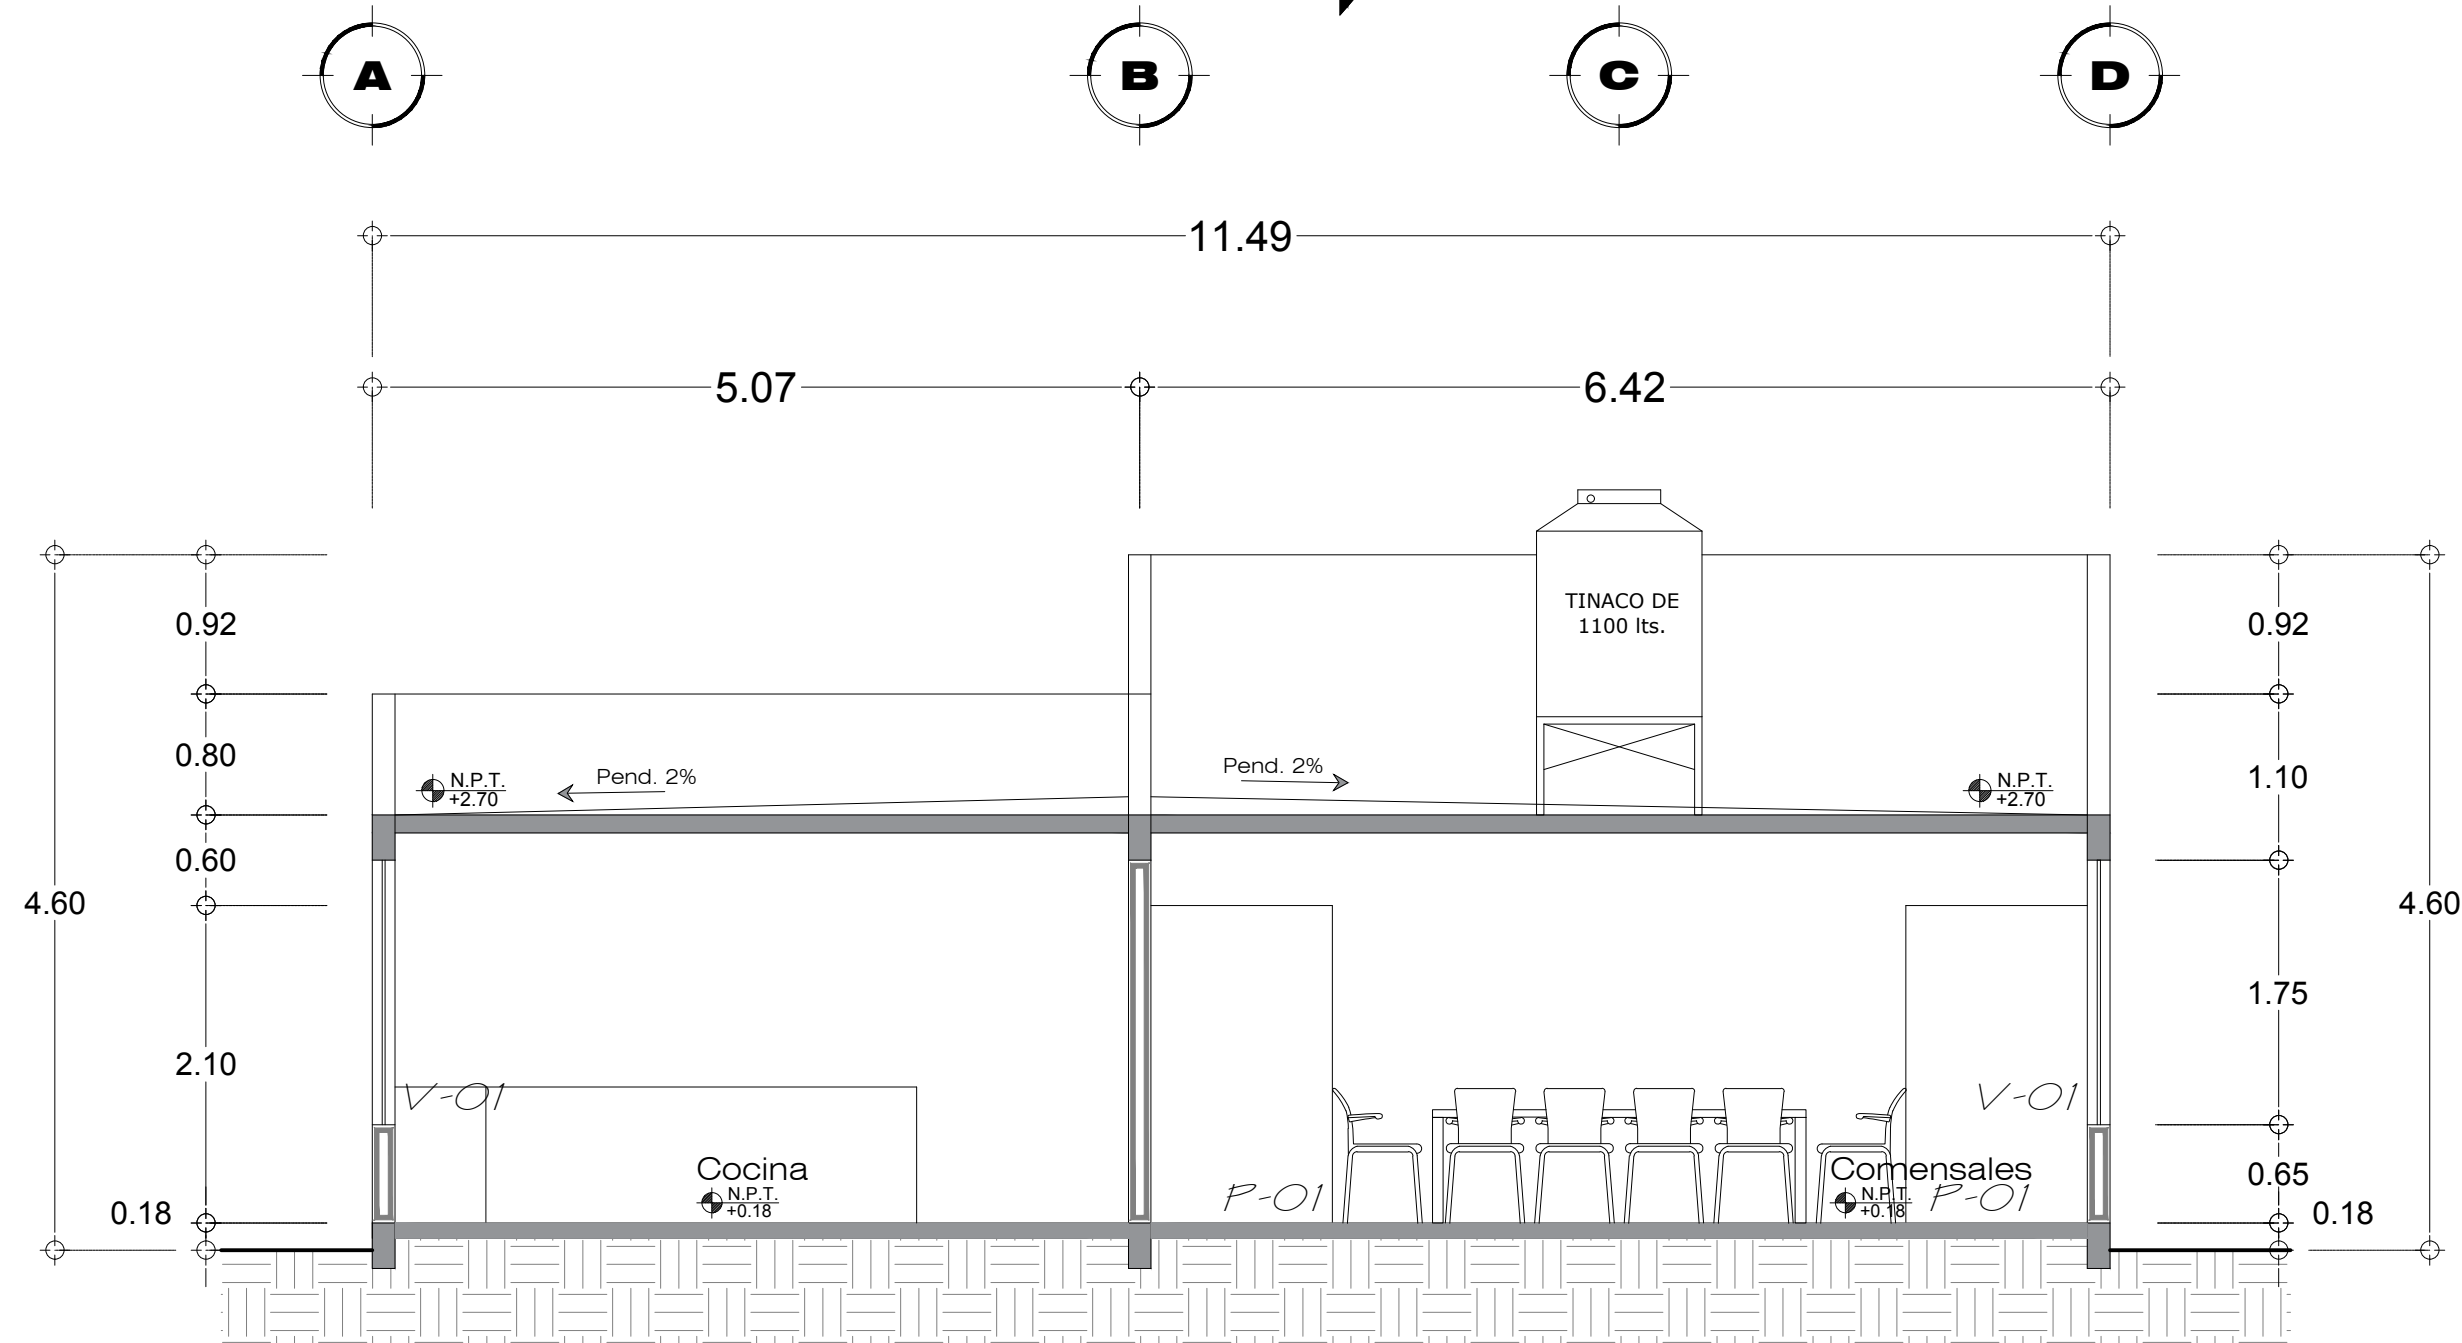 A
B
C
D
11.49
5.07
6.42
0.92
0.80
0.60
4.60
2.10
0.18
N.P.T.
+2.70
Pend. 2%
Pend. 2%
TINACO DE
1100 lts.
N.P.T.
+2.70
V-01
Cocina
N.P.T.
+0.18
P-01
V-01
Comensales
N.P.T.
+0.18
P-01
0.92
1.10
1.75
4.60
0.65
0.18